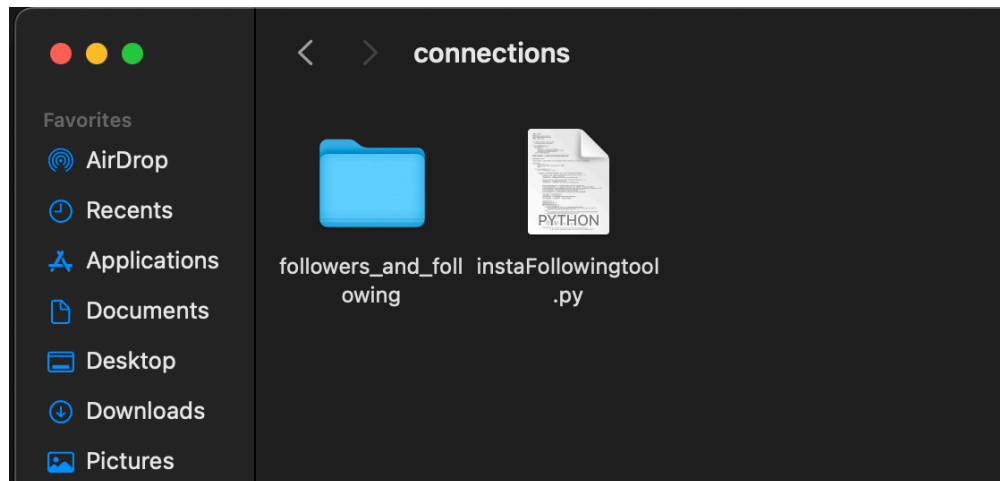 connections
Favorites
AirDrop
Recents
Applications
Documents
Desktop
Downloads
Pictures
followers_and_foll
owing
PYTHON
instaFollowingtool
.py